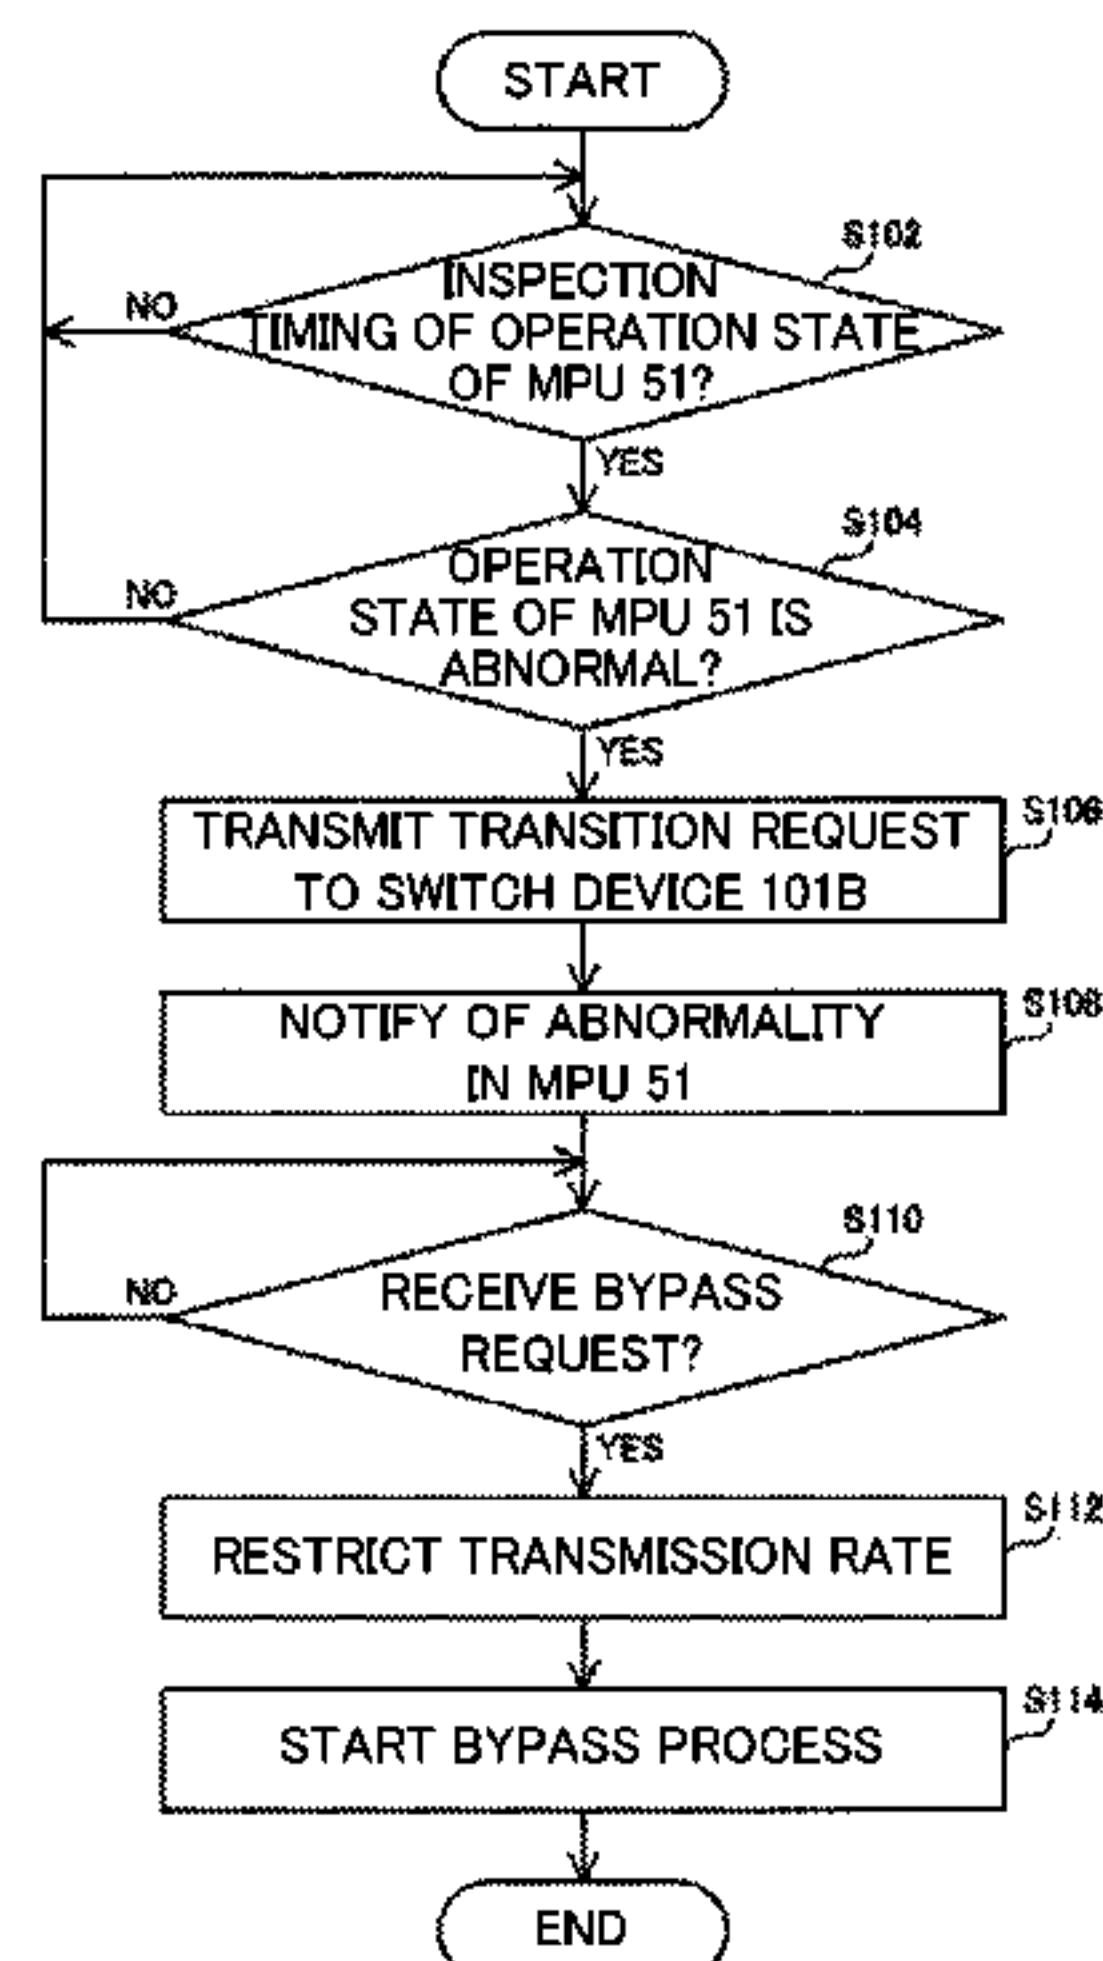 START
S102
INSPECTION
TIMING OF OPERATION STATE
OF MPU 51?
NO
YES
S104
OPERATION
STATE OF MPU 51 IS
ABNORMAL?
NO
YES
S106
TRANSMIT TRANSITION REQUEST
TO SWITCH DEVICE 101B
S108
NOTIFY OF ABNORMALITY
IN MPU 51
S110
RECEIVE BYPASS
REQUEST?
NO
YES
S112
RESTRICT TRANSMISSION RATE
S114
START BYPASS PROCESS
END